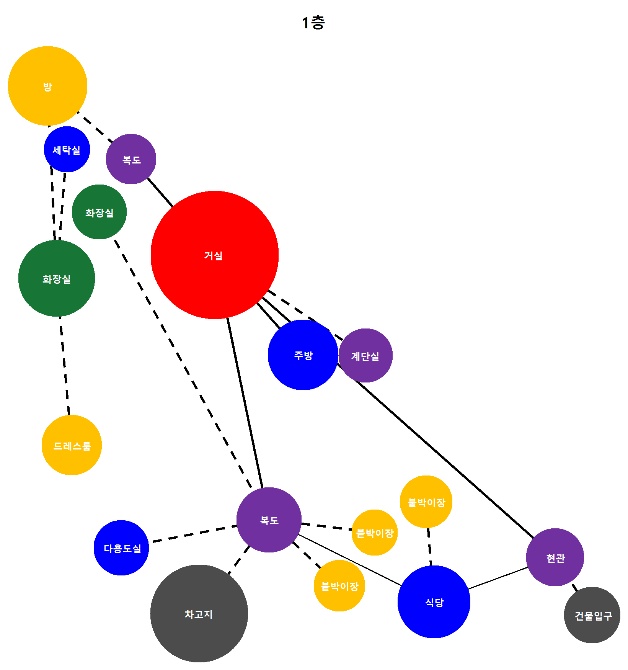 1층
방
세탁실
복도
화장실
거실
화장실
주방
계단실
드레스룸
붙박이장
복도
붙박이장
다용도실
현관
붙박이장
식당
차고지
건물입구